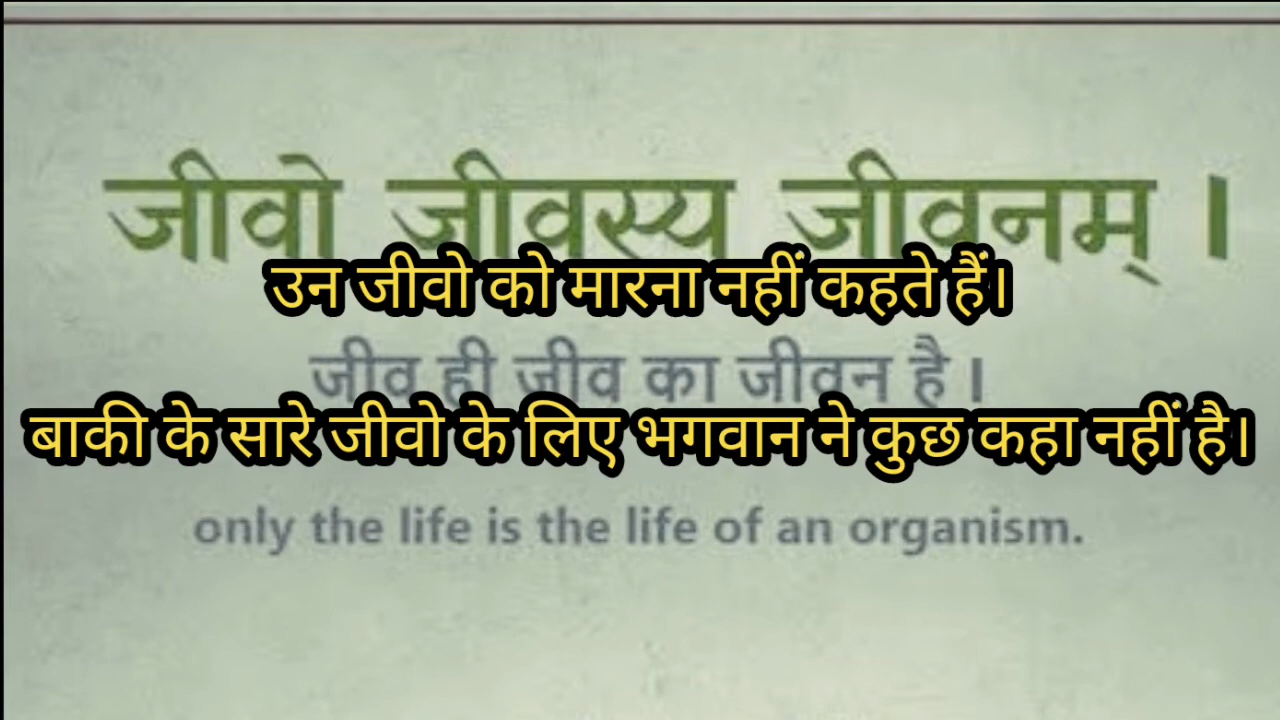 जीवो जीवस्य जीवनम् ।
उन जीवो को मारना नहीं कहते हैं।
जीव ही जीव का जीवन है ।
बाकी के सारे जीवो के लिए भगवान ने कुछ कहा नहीं है।
only the life is the life of an organism.